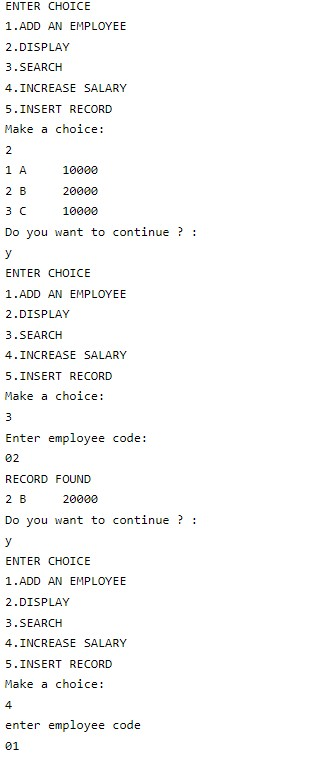 ENTER CHOICE
1.ADD AN EMPLOYEE
2.DISPLAY
3.SEARCH
4.INCREASE SALARY
5.INSERT RECORD
Make a choice:
2
1 A     10000
2 B     20000
3 C     10000
Do you want to continue ? :
y
ENTER CHOICE
1.ADD AN EMPLOYEE
2.DISPLAY
3.SEARCH
4.INCREASE SALARY
5.INSERT RECORD
Make a choice:
3
Enter employee code:
02
RECORD FOUND
2 B     20000
Do you want to continue ? :
y
ENTER CHOICE
1.ADD AN EMPLOYEE
2.DISPLAY
3.SEARCH
4.INCREASE SALARY
5.INSERT RECORD
Make a choice:
4
enter employee code
01